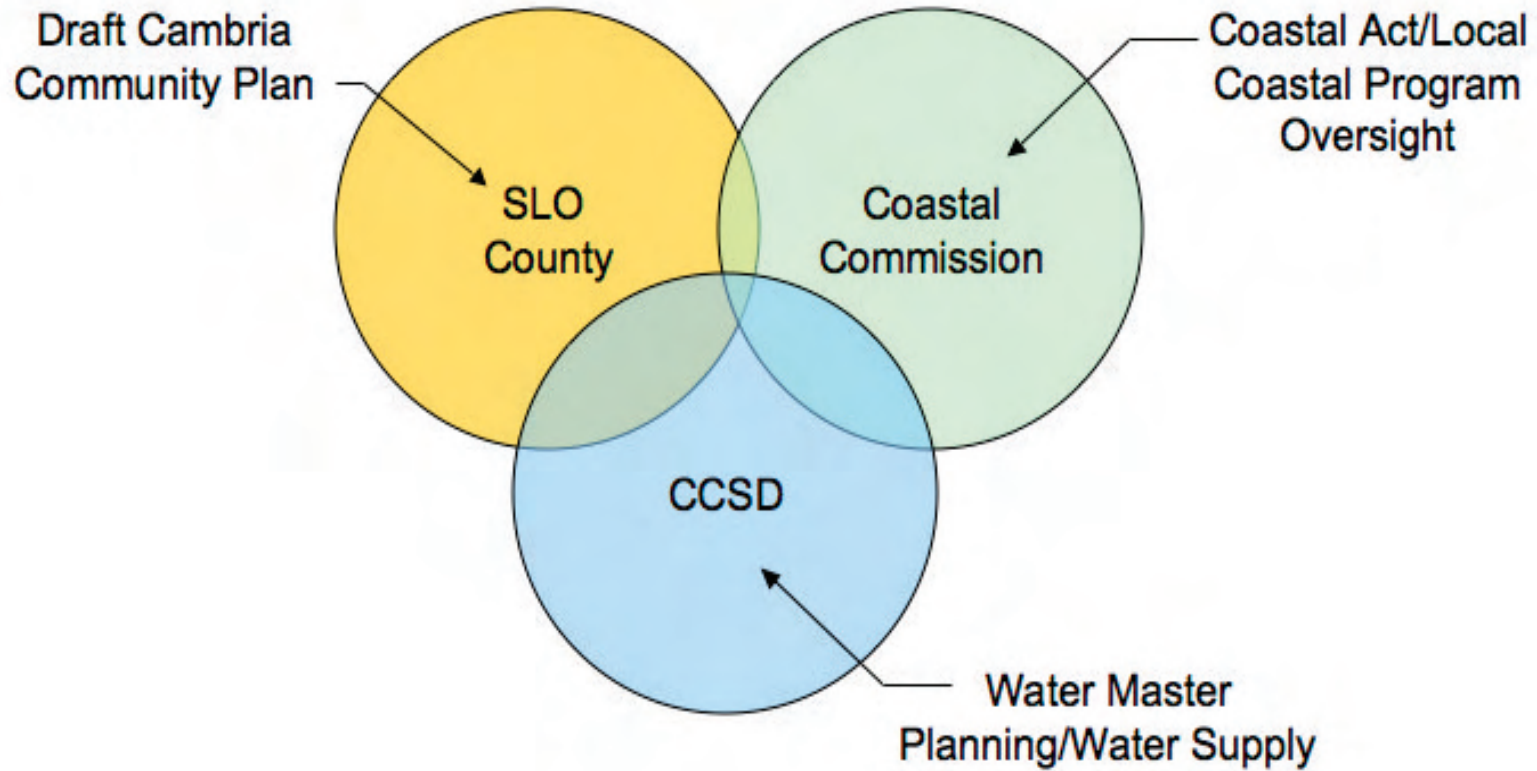 Draft Cambria
Community Plan
Coastal Act/Local
Coastal Program
Oversight
SLO
County
Coastal
Commission
CCSD
Water Master
Planning/Water Supply